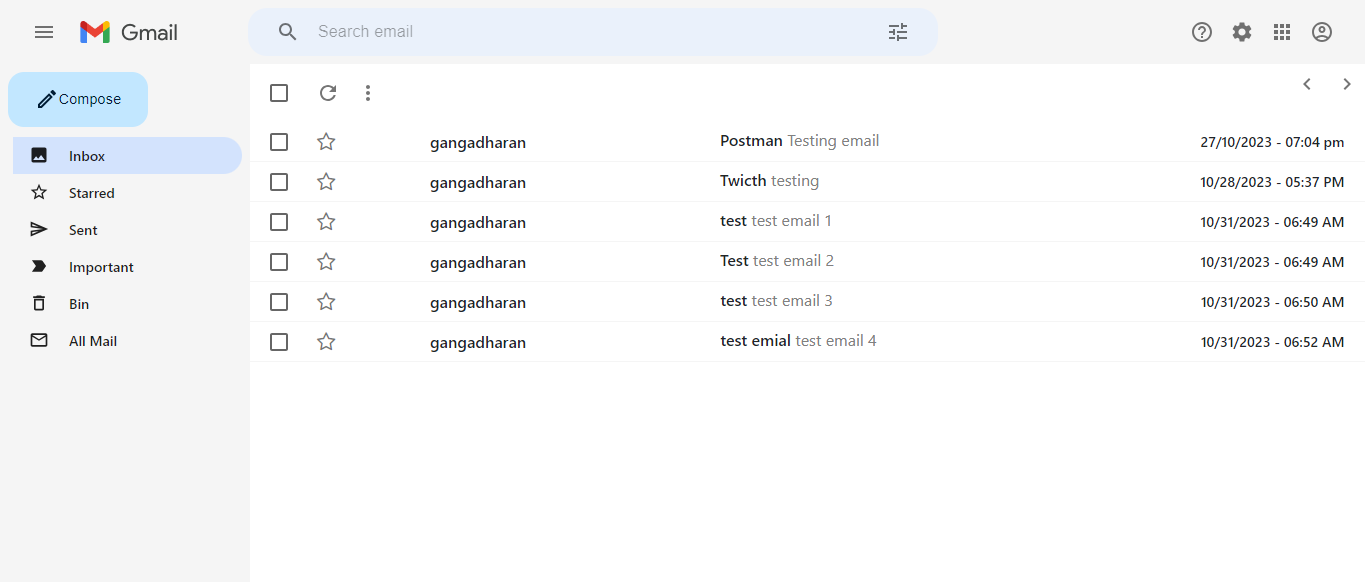 Gmail
Search email
Compose
Inbox
Starred
Sent
Important
Bin
All Mail
gangadharan Postman Testing email 27/10/2023 - 07:04 pm
gangadharan Twicth testing 10/28/2023 - 05:37 PM
gangadharan test test email 1 10/31/2023 - 06:49 AM
gangadharan Test test email 2 10/31/2023 - 06:49 AM
gangadharan test test email 3 10/31/2023 - 06:50 AM
gangadharan test emial test email 4 10/31/2023 - 06:52 AM